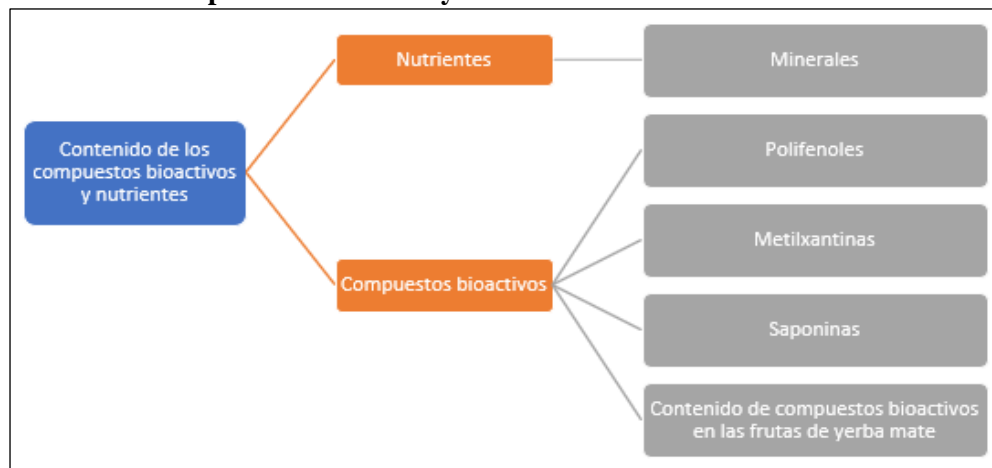 Nutrientes
Minerales
Contenido de los
compuestos bioactivos
y nutrientes
Polifenoles
Metilxantinas
Compuestos bioactivos
Saponinas
Contenido de compuestos bioactivos
en las frutas de yerba mate